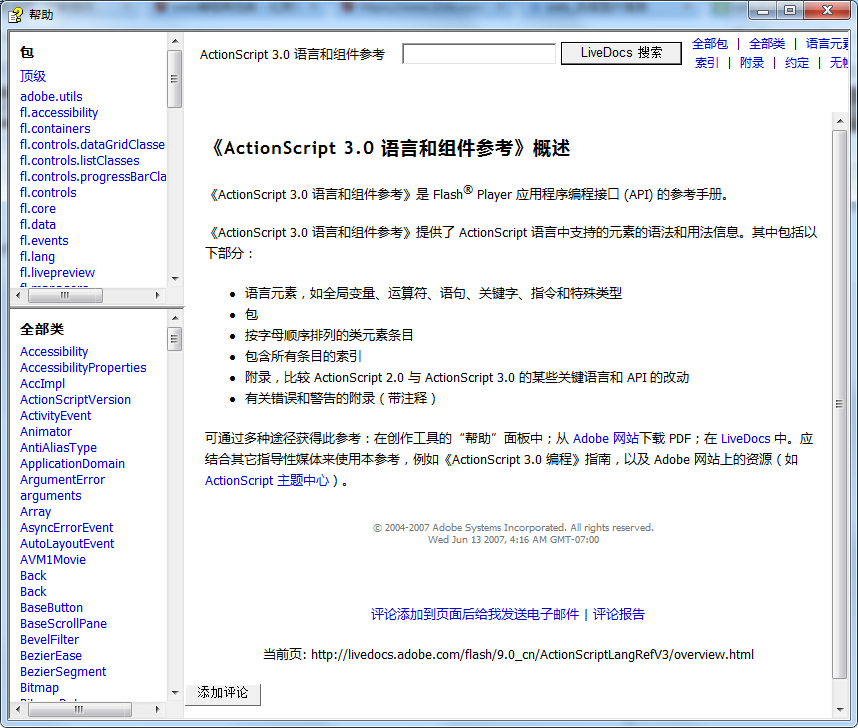 帮助
包
顶级
adobe.utils
fl.accessibility
fl.containers
fl.controls.dataGridClasse
fl.controls.listClasses
fl.controls.progressBarCla
fl.controls
fl.core
fl.data
fl.events
fl.lang
fl.livepreview
全部类
Accessibility
AccessibilityProperties
AccImpl
ActionScriptVersion
ActivityEvent
Animator
AntiAliasType
ApplicationDomain
ArgumentError
arguments
Array
AsyncErrorEvent
AutoLayoutEvent
AVM1Movie
Back
Back
BaseButton
BaseScrollPane
BevelFilter
BezierEase
BezierSegment
Bitmap
ActionScript 3.0 语言和组件参考 LiveDocs 搜索
全部包 | 全部类 | 语言元
索引 | 附录 | 约定 | 无
《ActionScript 3.0 语言和组件参考》概述
《ActionScript 3.0 语言和组件参考》是 Flash® Player 应用程序编程接口 (API) 的参考手册。
《ActionScript 3.0 语言和组件参考》提供了 ActionScript 语言中支持的元素的语法和用法信息。其中包括以
下部分：
• 语言元素，如全局变量、运算符、语句、关键字、指令和特殊类型
• 包
• 按字母顺序排列的类元素条目
• 包含所有条目的索引
• 附录，比较 ActionScript 2.0 与 ActionScript 3.0 的某些关键语言和 API 的改动
• 有关错误和警告的附录（带注释）
可通过多种途径获得此参考：在创作工具的“帮助”面板中；从 Adobe 网站下载 PDF；在 LiveDocs 中。应
结合其它指导性媒体来使用本参考，例如《ActionScript 3.0 编程》指南，以及 Adobe 网站上的资源（如
ActionScript 主题中心）。
© 2004-2007 Adobe Systems Incorporated. All rights reserved.
Wed Jun 13 2007, 4:16 AM GMT-07:00
评论添加到页面后给我发送电子邮件 | 评论报告
当前页: http://livedocs.adobe.com/flash/9.0_cn/ActionScriptLangRefV3/overview.html
添加评论